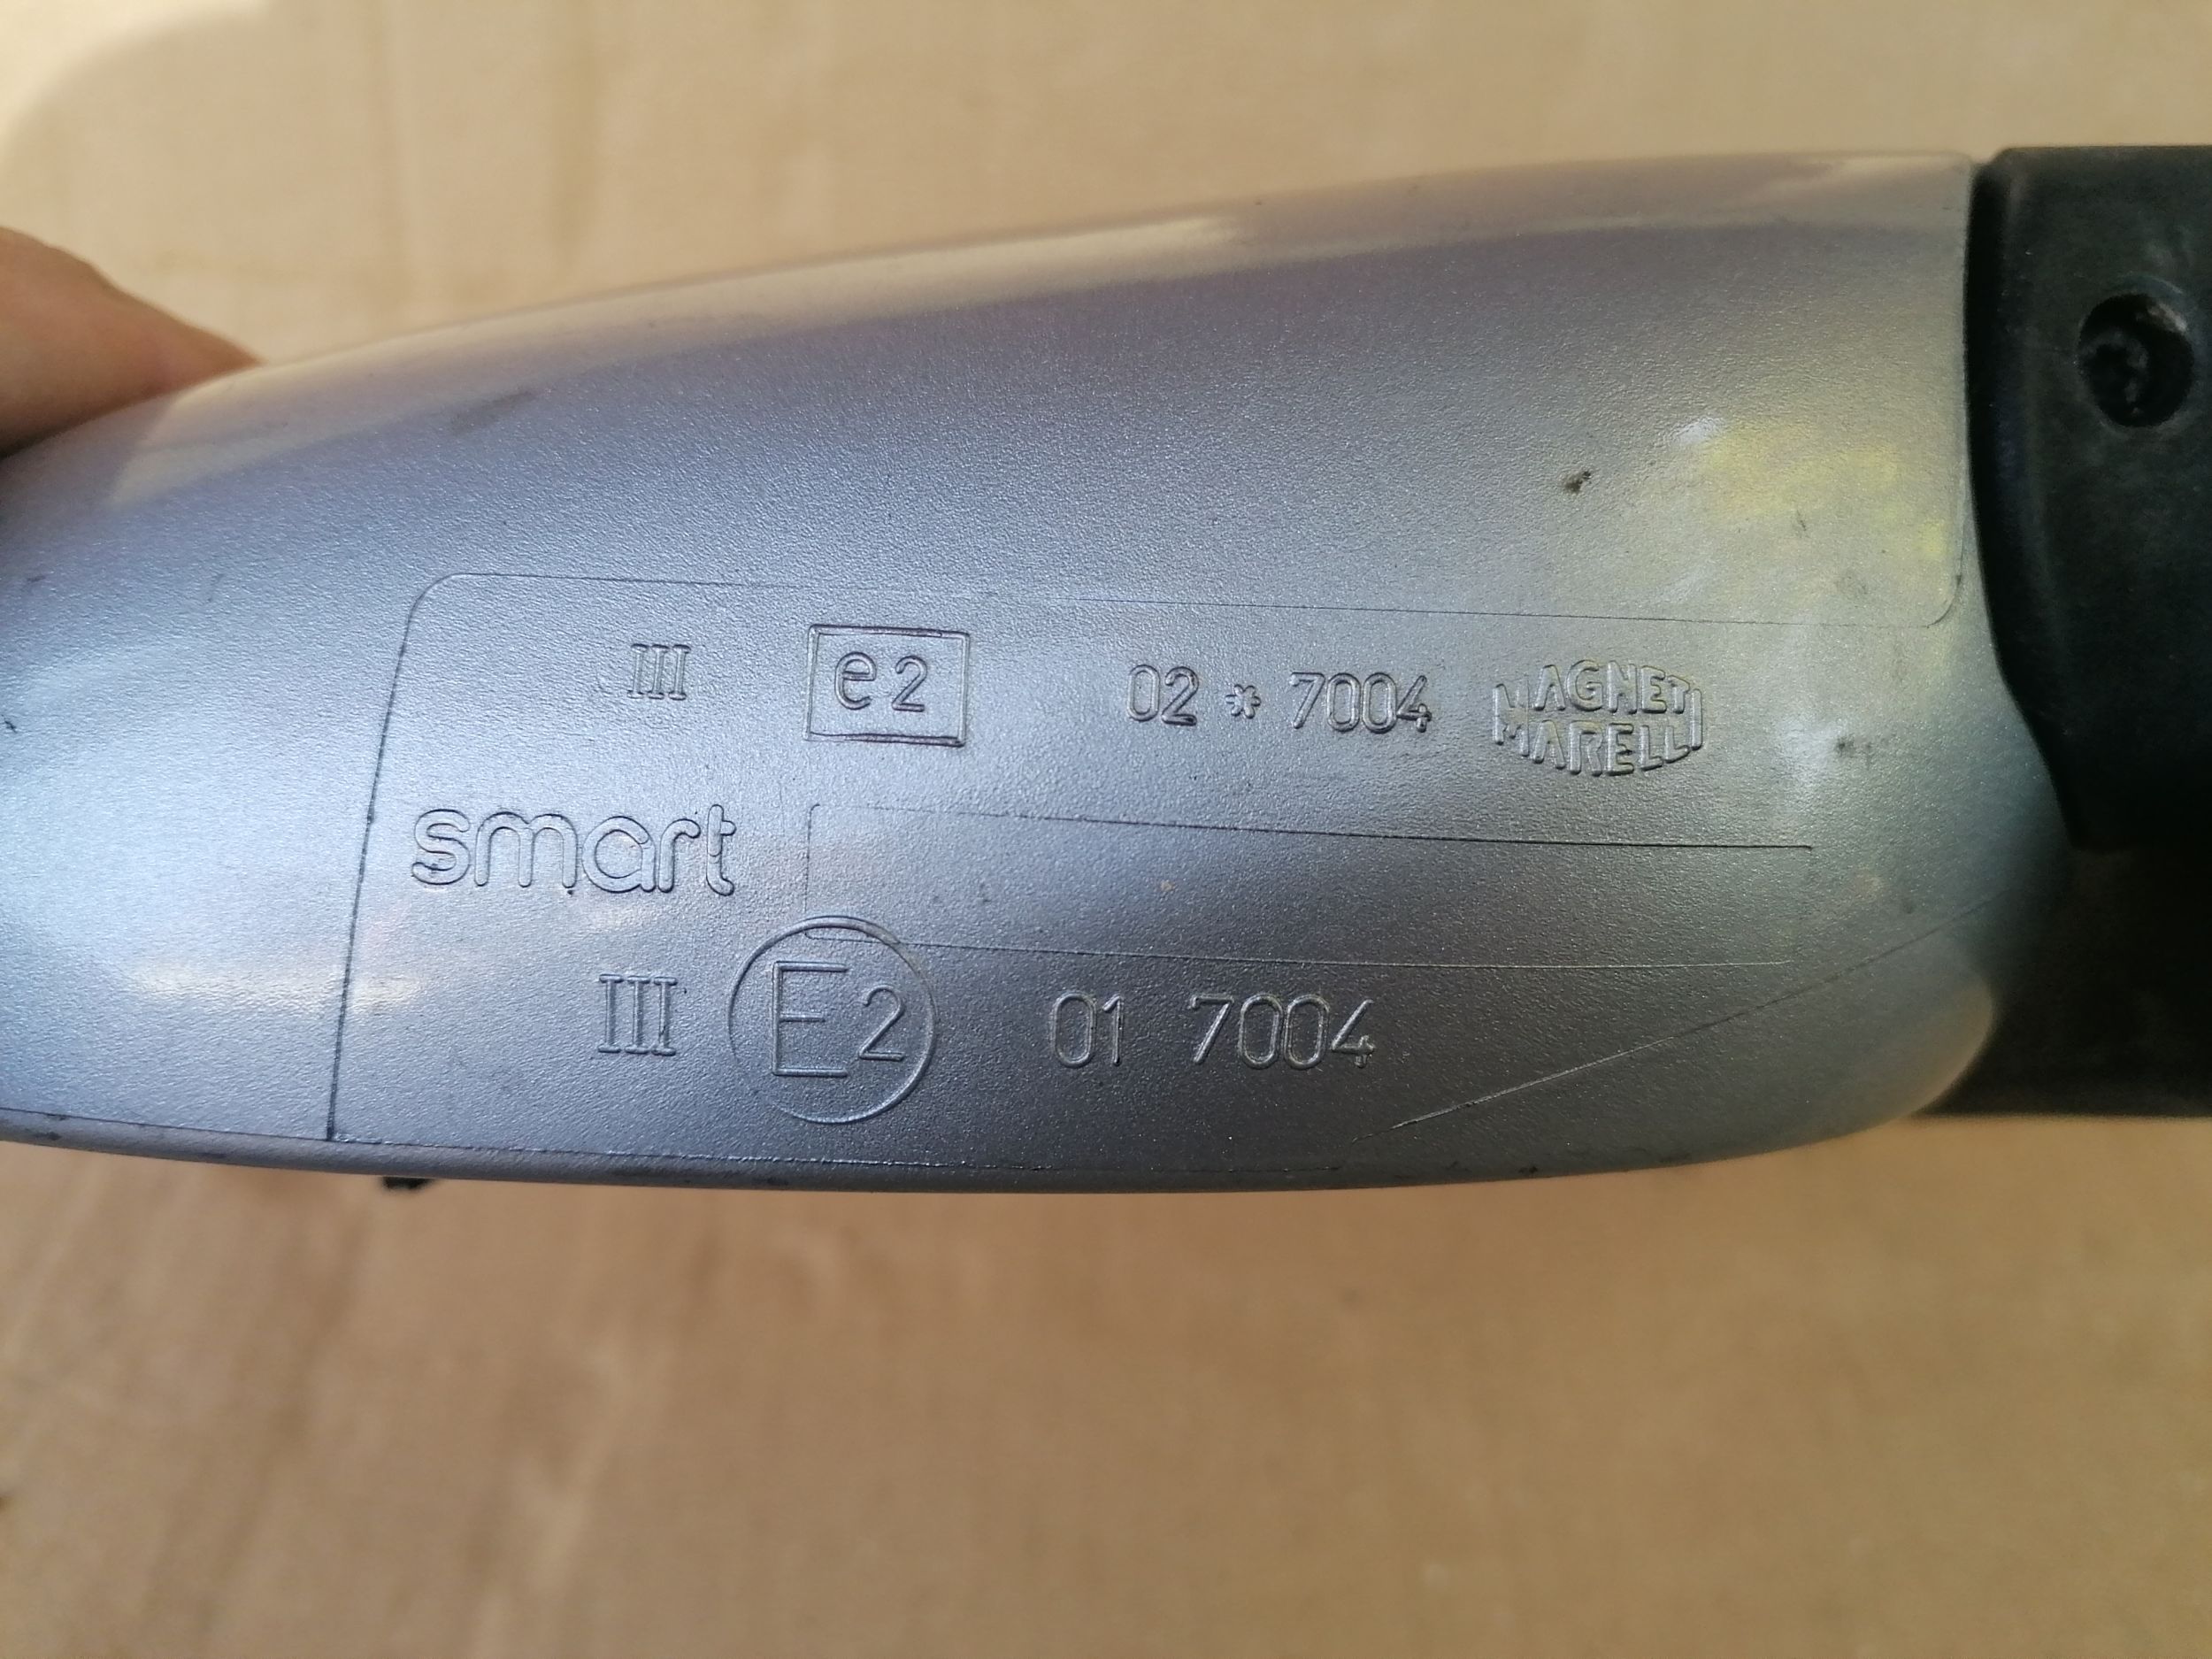 III e2 02 * 7004 MAGNETI MARELLI
smart
III E2 01 7004